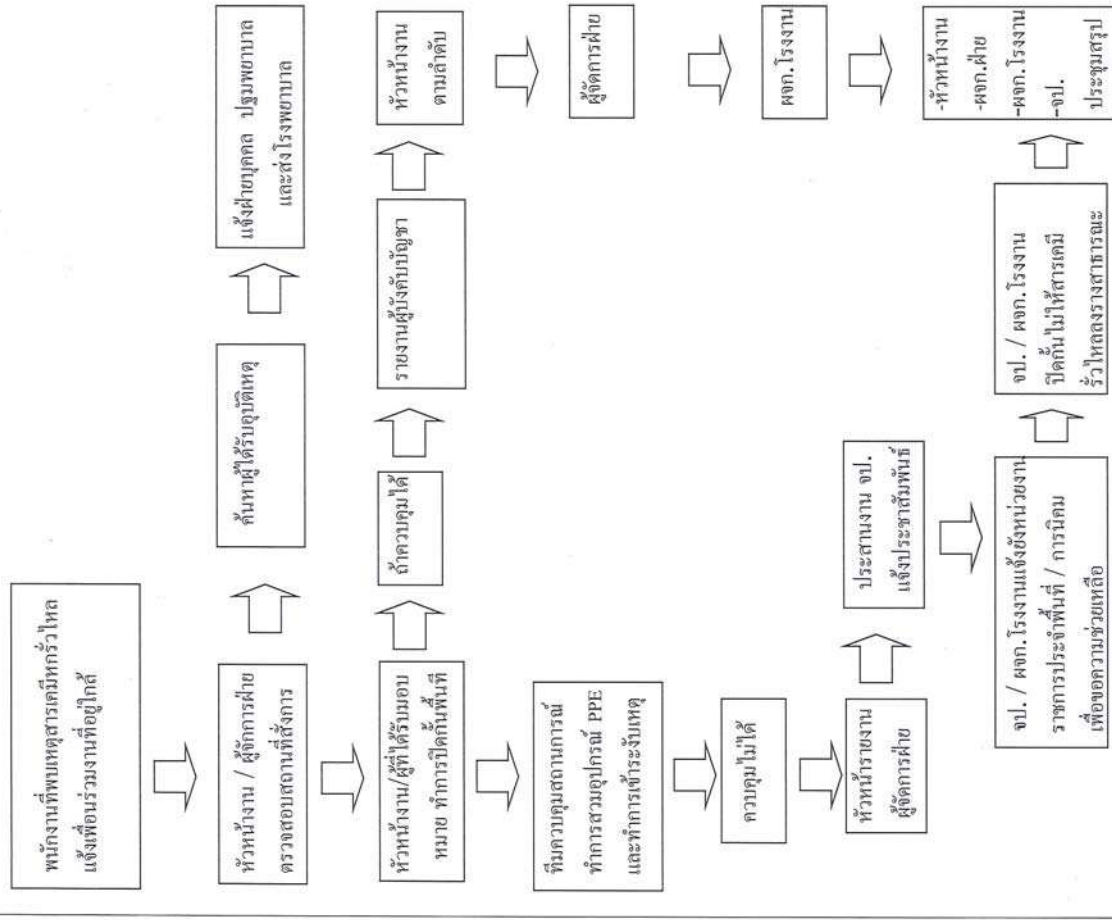 พนักงานที่พบเหตุสารเคมีหกรั่วไหล
แจ้งเพื่อนร่วมงานที่อยู่ใกล้
หัวหน้างาน / ผู้จัดการฝ่าย
ตรวจสอบสถานที่สั่งการ
ค้นหาผู้ได้รับอุบัติเหตุ
แจ้งฝ่ายบุคคล ปฐมพยาบาล
และส่งโรงพยาบาล
หัวหน้างาน/ผู้ที่ได้รับมอบ
หมาย ทำการปิดกั้นพื้นที่
ถ้าควบคุมได้
รายงานผู้บังคับบัญชา
หัวหน้างาน
ตามลำดับ
ผู้จัดการฝ่าย
ผจก.โรงงาน
ทีมควบคุมสถานการณ์
ทำการสวมอุปกรณ์ PPE
และทำการเข้าระงับเหตุ
ควบคุมไม่ได้
หัวหน้ารายงาน
ผู้จัดการฝ่าย
ประสานงาน จป.
แจ้งประชาสัมพันธ์
จป. / ผจก.โรงงานแจ้งยังหน่วยงาน
ราชการประจำพื้นที่ / การนิคม
เพื่อขอความช่วยเหลือ
จป. / ผจก.โรงงาน
ปิดกั้นไม่ให้สารเคมี
รั่วไหลลงรางสาธารณะ
-หัวหน้างาน
-ผจก.ฝ่าย
-ผจก.โรงงาน
-จป.
ประชุมสรุป